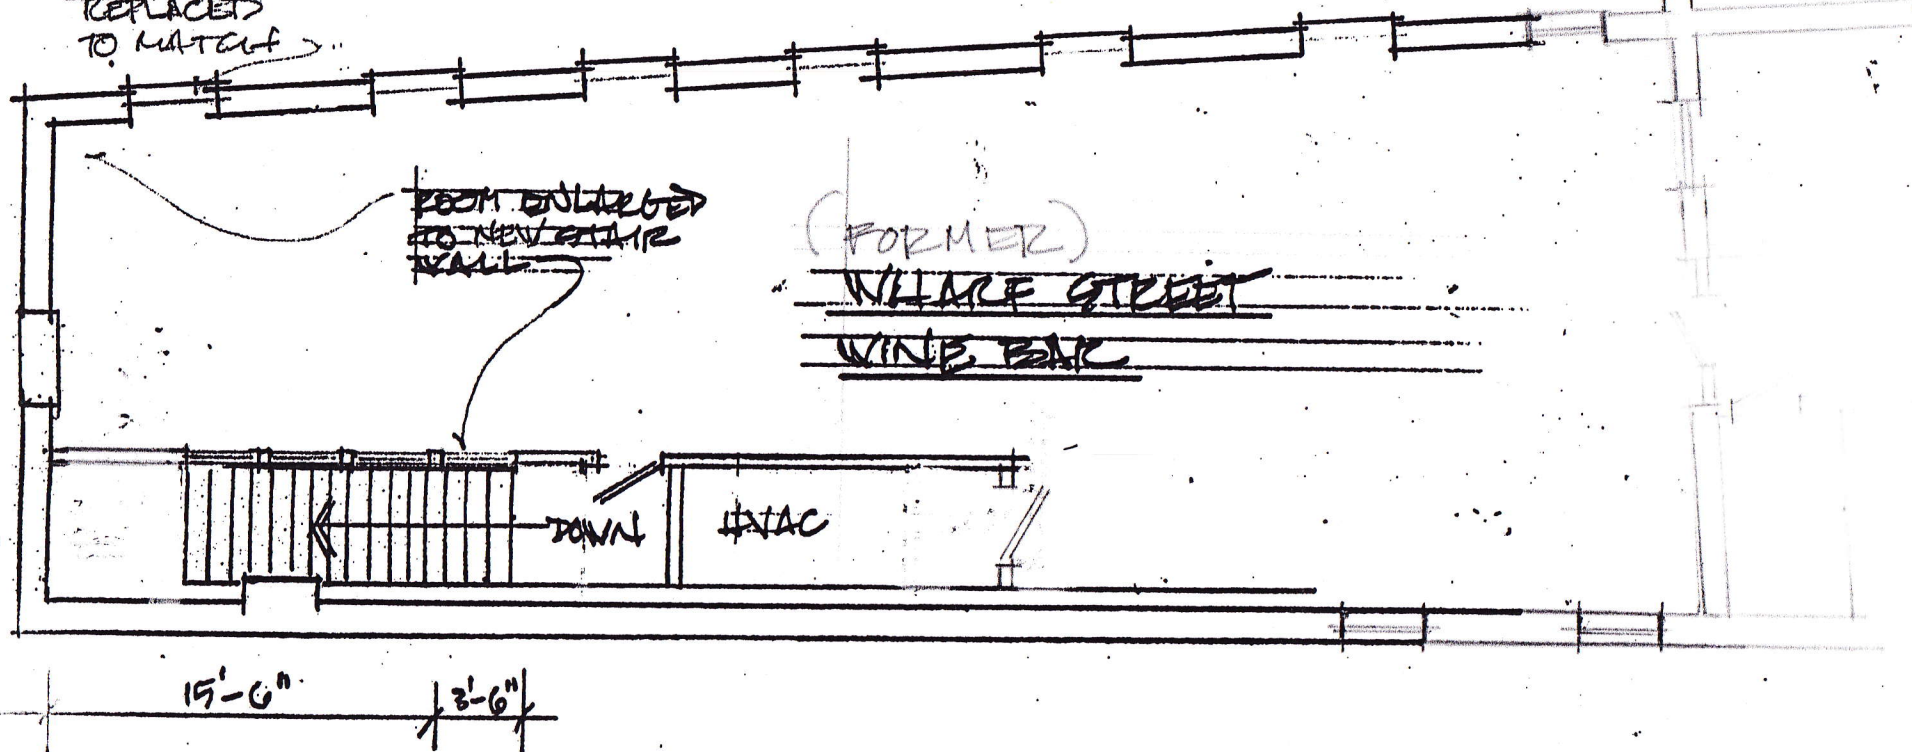 REPLACED
TO MATCH
ROOM ENLARGED
TO NEW STAIR
WALL
(FORMER)
WHARF STREET
WINE BAR
DOWN
HVAC
15'-6"
3'-6"